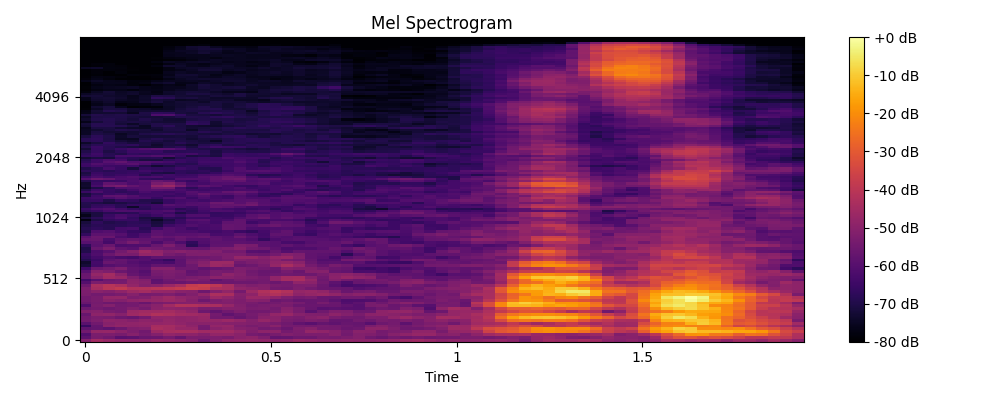 Mel Spectrogram
+0 dB
-10 dB
-20 dB
-30 dB
-40 dB
-50 dB
-60 dB
-70 dB
-80 dB
4096
2048
1024
512
0
Hz
0
0.5
1
1.5
Time